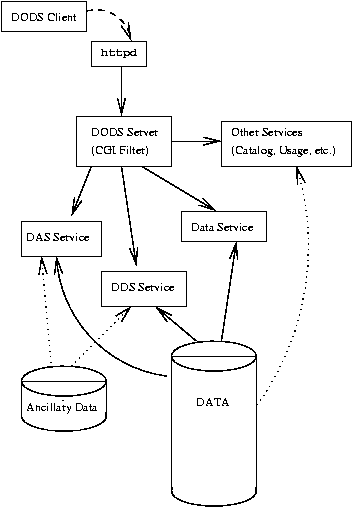 DODS Client
httpd
DODS Server
(CGI Filter)
Other Services
(Catalog, Usage, etc.)
DAS Service
Data Service
DDS Service
Ancillary Data
DATA